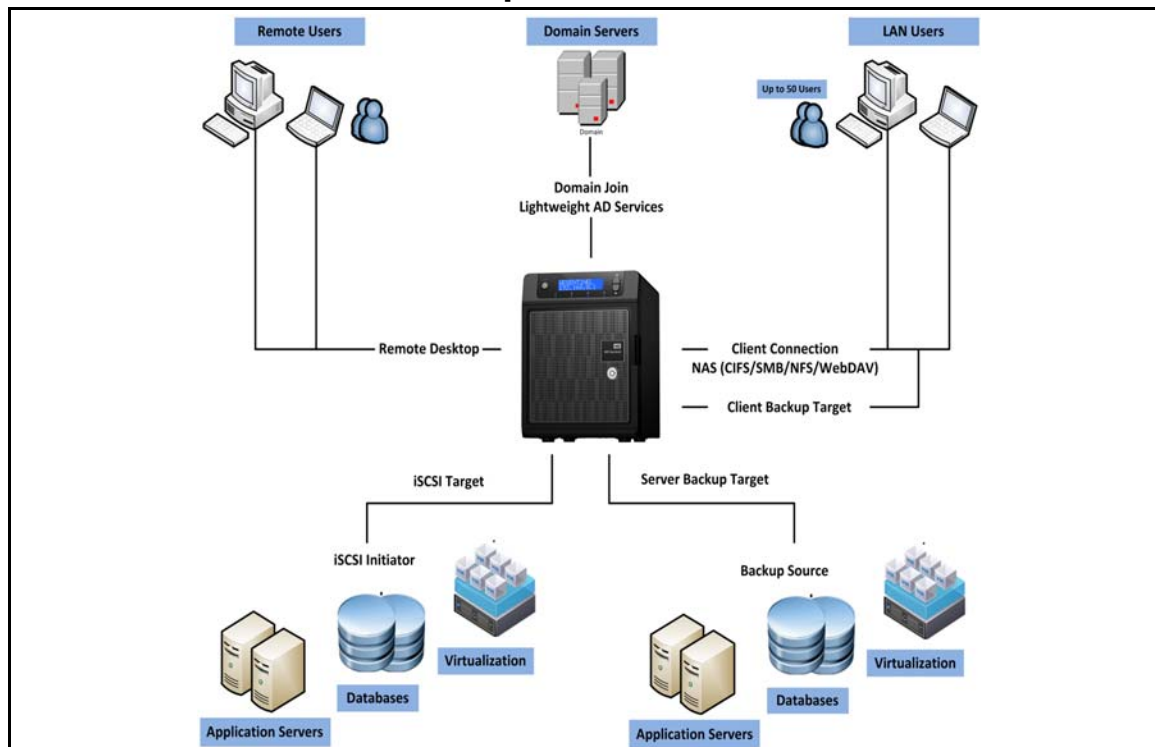 Remote Users
Domain Servers
LAN Users
Up to 50 Users
Domain
Domain Join
Lightweight AD Services
Remote Desktop
Client Connection
NAS (CIFS/SMB/NFS/WebDAV)
Client Backup Target
iSCSI Target
Server Backup Target
iSCSI Initiator
Backup Source
Virtualization
Virtualization
Databases
Databases
Application Servers
Application Servers